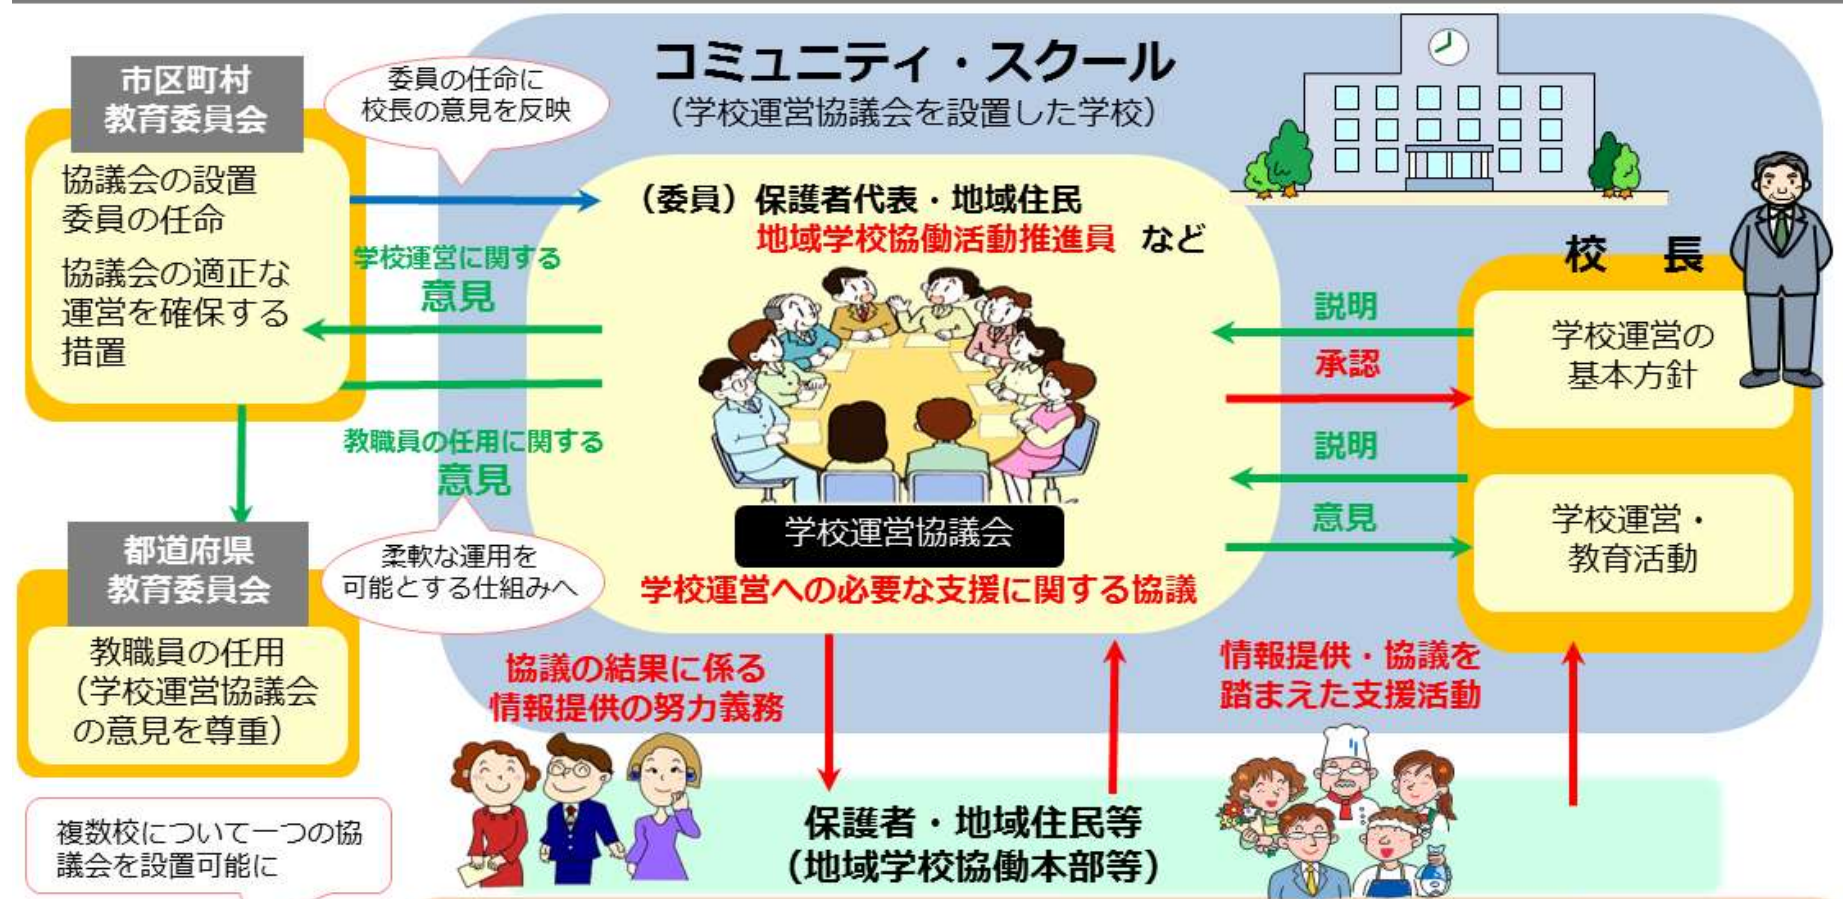 コミュニティ・スクール
（学校運営協議会を設置した学校）
市区町村
教育委員会
協議会の設置
委員の任命
協議会の適正な
運営を確保する
措置
委員の任命に
校長の意見を反映
（委員）保護者代表・地域住民
地域学校協働活動推進員 など
学校運営に関する
意見
教職員の任用に関する
意見
柔軟な運用を
可能とする仕組みへ
学校運営協議会
学校運営への必要な支援に関する協議
校 長
説明
承認
学校運営の
基本方針
説明
意見
学校運営・
教育活動
都道府県
教育委員会
教職員の任用
（学校運営協議会
の意見を尊重）
協議の結果に係る
情報提供の努力義務
情報提供・協議を
踏まえた支援活動
保護者・地域住民等
（地域学校協働本部等）
複数校について一つの協
議会を設置可能に